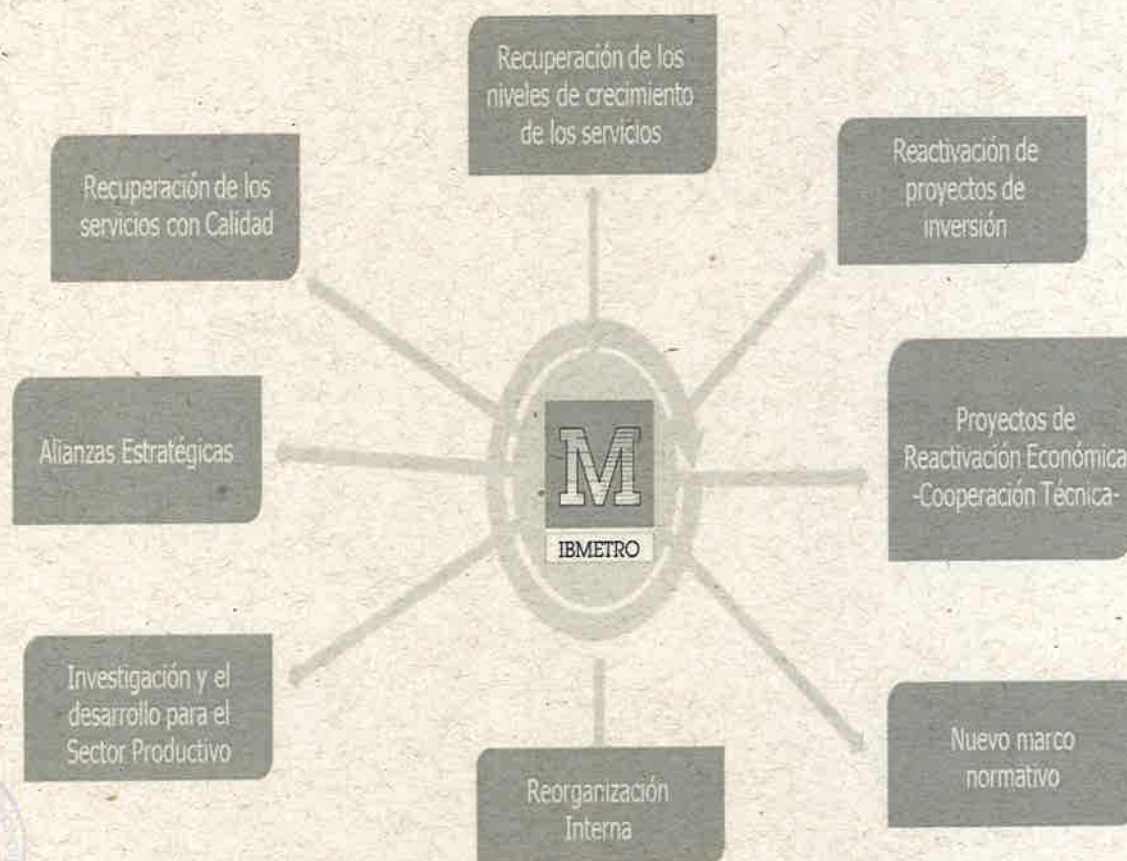 Recuperación de los
niveles de crecimiento
de los servicios
Recuperación de los
servicios con Calidad
Reactivación de
proyectos de
inversión
Alianzas Estratégicas
M
IBMETRO
Proyectos de
Reactivación Económica
-Cooperación Técnica-
Investigación y el
desarrollo para el
Sector Productivo
Reorganización
Interna
Nuevo marco
normativo